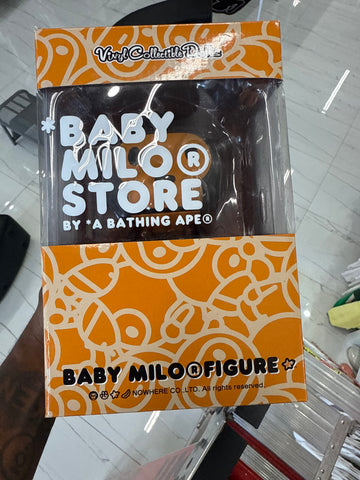 Vinyl Collectible Dolls
*BABY
MILO®
STORE
BY *A BATHING APE®
BABY MILO®FIGURE
NOWHERE CO., LTD. All rights reserved.